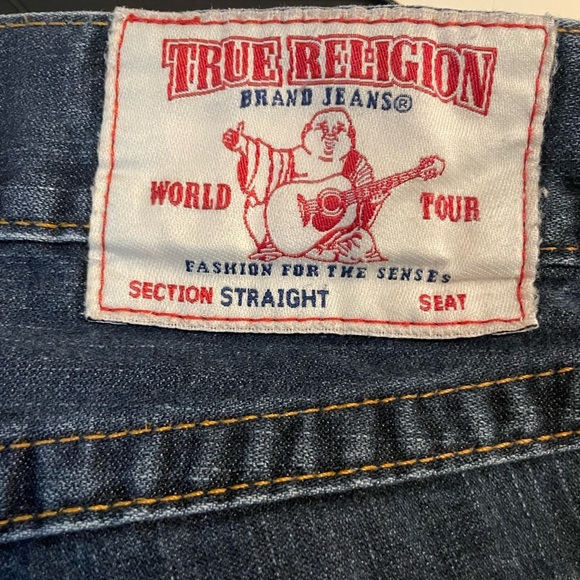 TRUE RELIGION
BRAND JEANS®
WORLD TOUR
FASHION FOR THE SENSES
SECTION STRAIGHT SEAT